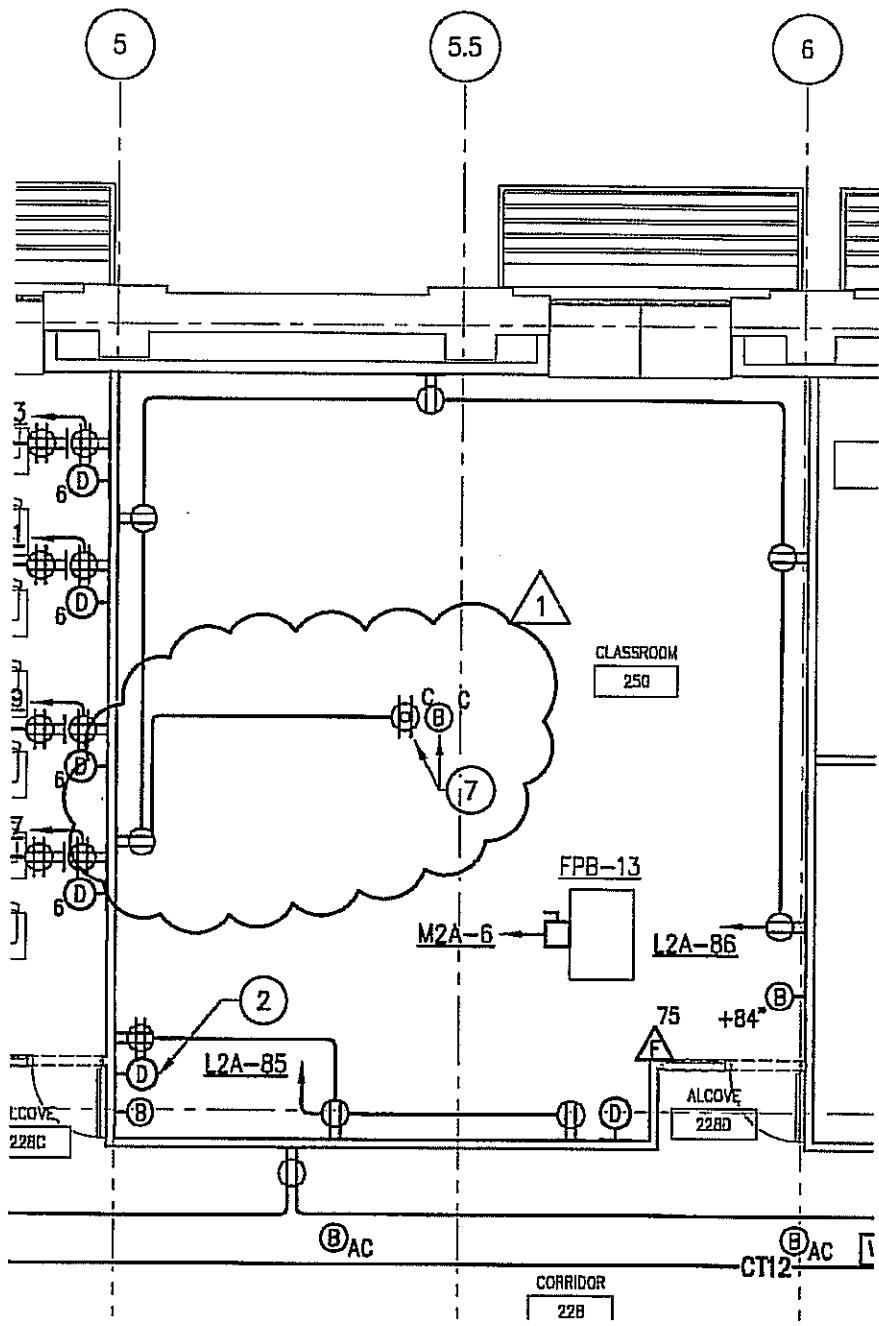 5
5.5
6
3
D
6
1
D
6
1
CLASSROOM
250
9
C B C
D
6
7
7
D
6
FPB-13
M2A-6
L2A-86
2
B
+84"
75
F
L2A-85
D
B
D
ALCOVE
228D
LCOVE
228C
B AC
B AC
CT12
CORRIDOR
228